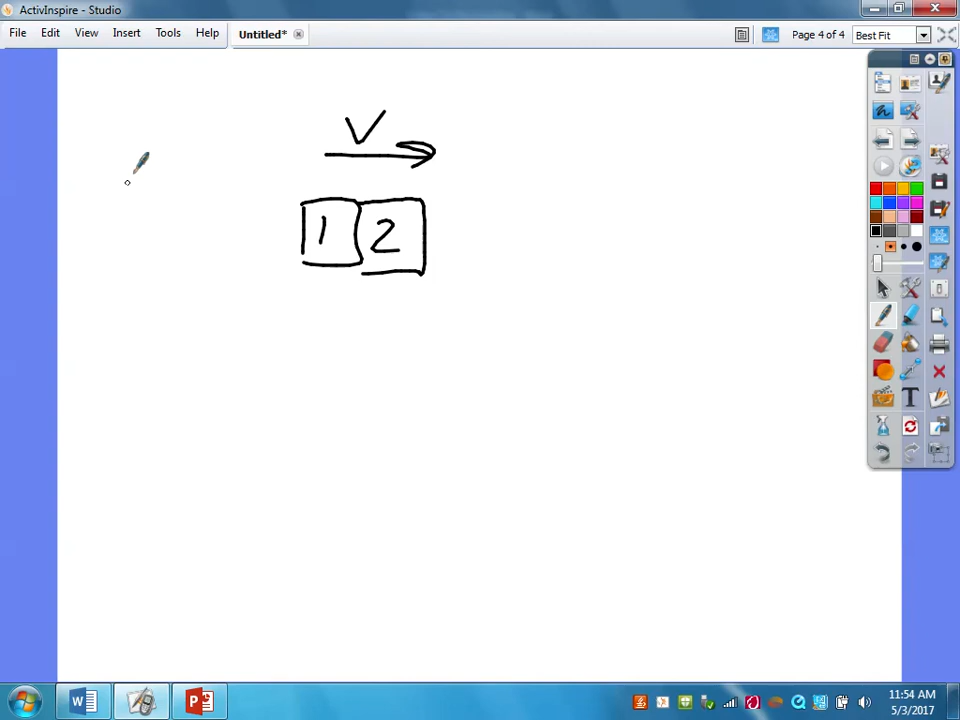 ActivInspire - Studio
File Edit View Insert Tools Help Untitled* Page 4 of 4 Best Fit
V
1 2
T
11:54 AM
5/3/2017